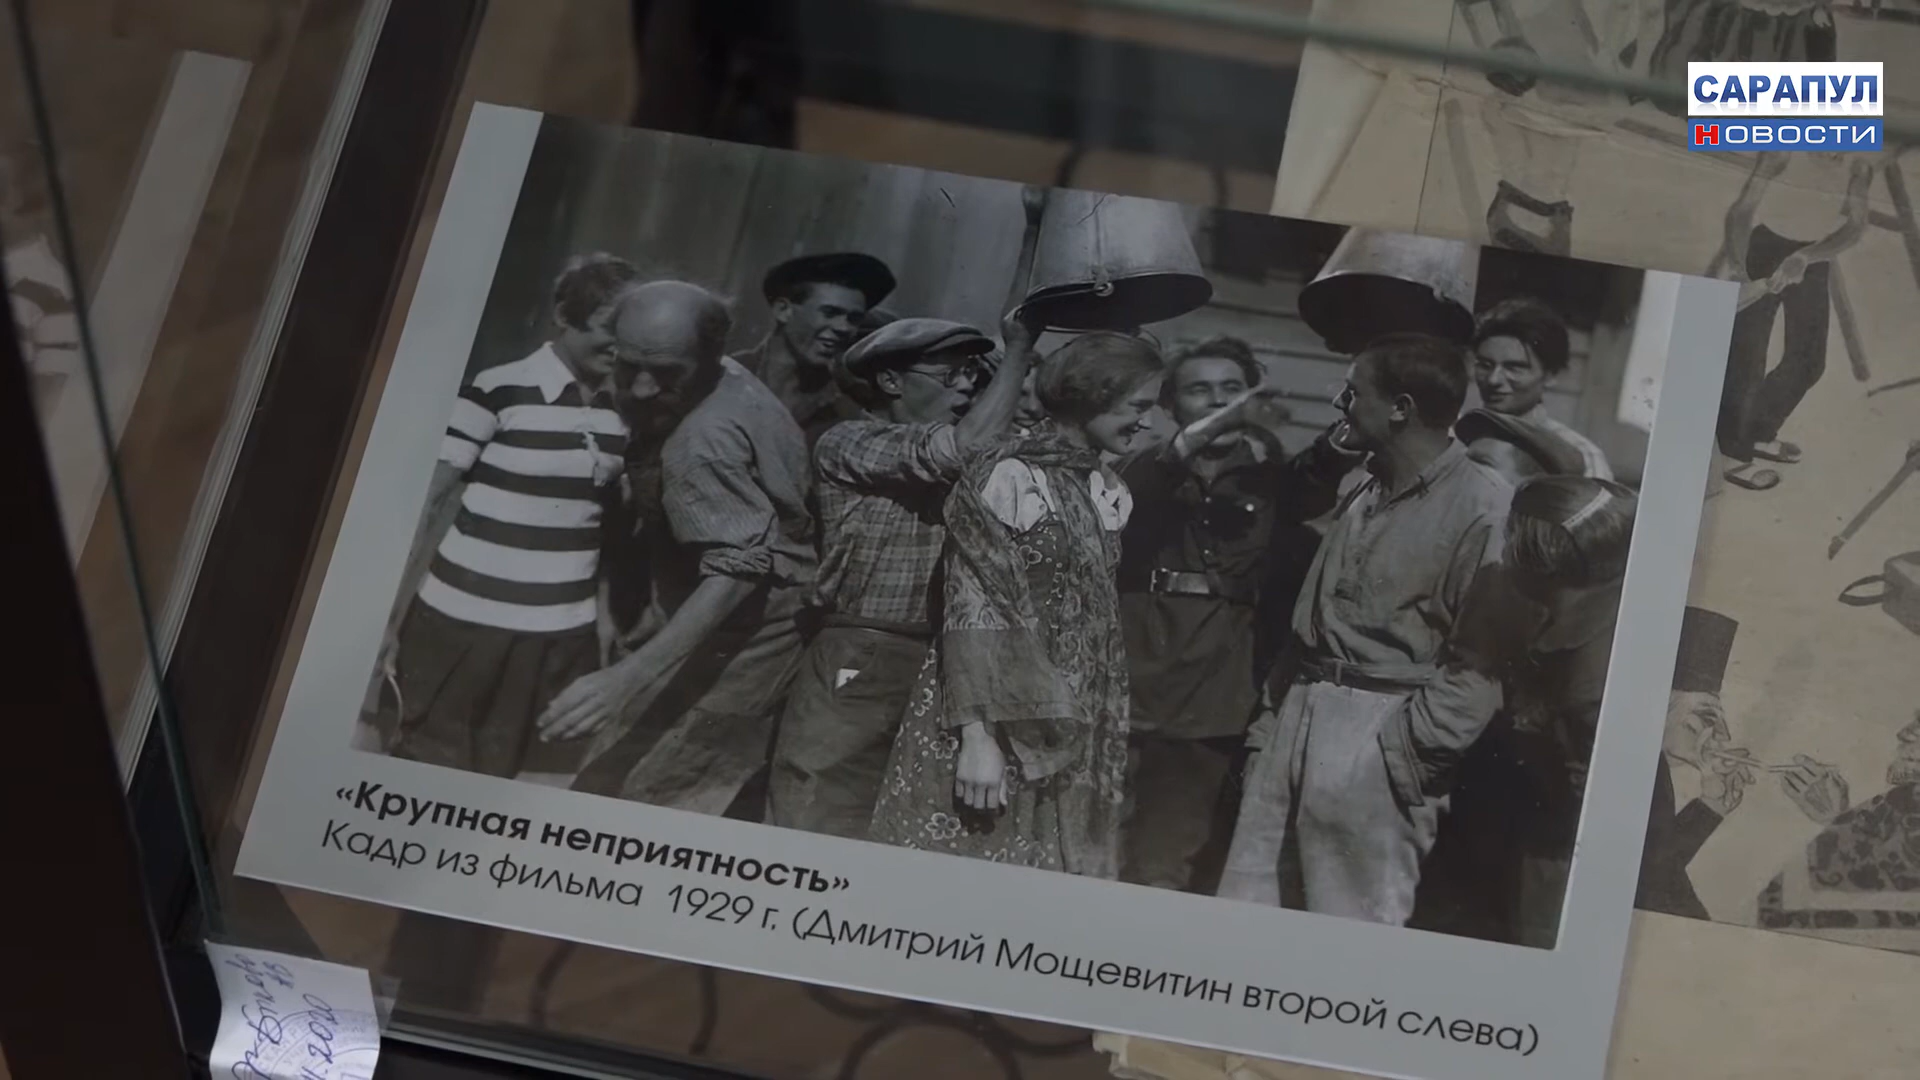 САРАПУЛ
НОВОСТИ
«Крупная неприятность»
Кадр из фильма 1929 г. (Дмитрий Мощевитин второй слева)